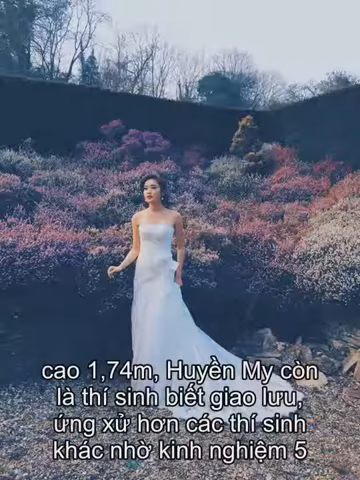 cao 1,74m, Huyền My còn
là thí sinh biết giao lưu,
ứng xử hơn các thí sinh
khác nhờ kinh nghiệm 5